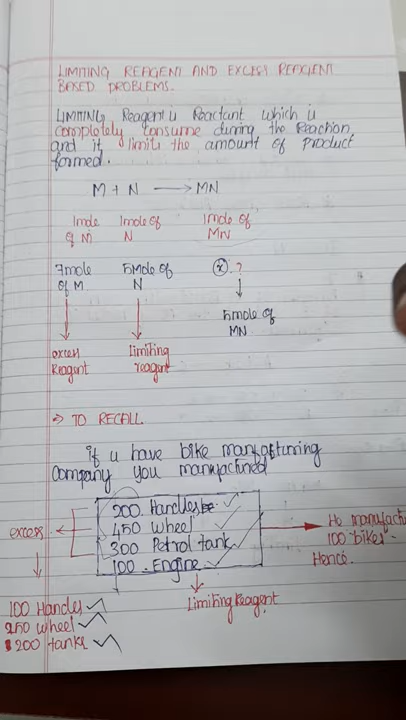 LIMITING REAGENT AND EXCESS REAGENT
BASED PROBLEMS.
LIMITING Reagent is Reactant which is
completely consume during the Reaction
and it limits the amount of product
formed.
M + N → MN
1mole of M 1mole of N 1mole of MN
7mole of M 5mole of N (x) ?
5mole of MN
excess Reagent limiting reagent
→ TO RECALL.
if u have bike manufacturing
Company you manufactured
200 Handles
450 wheel
300 Petrol tank
100 Engine
excess
He manufac
100 bikes
Hence.
Limiting Reagent
100 Handles
250 wheel
200 tanks